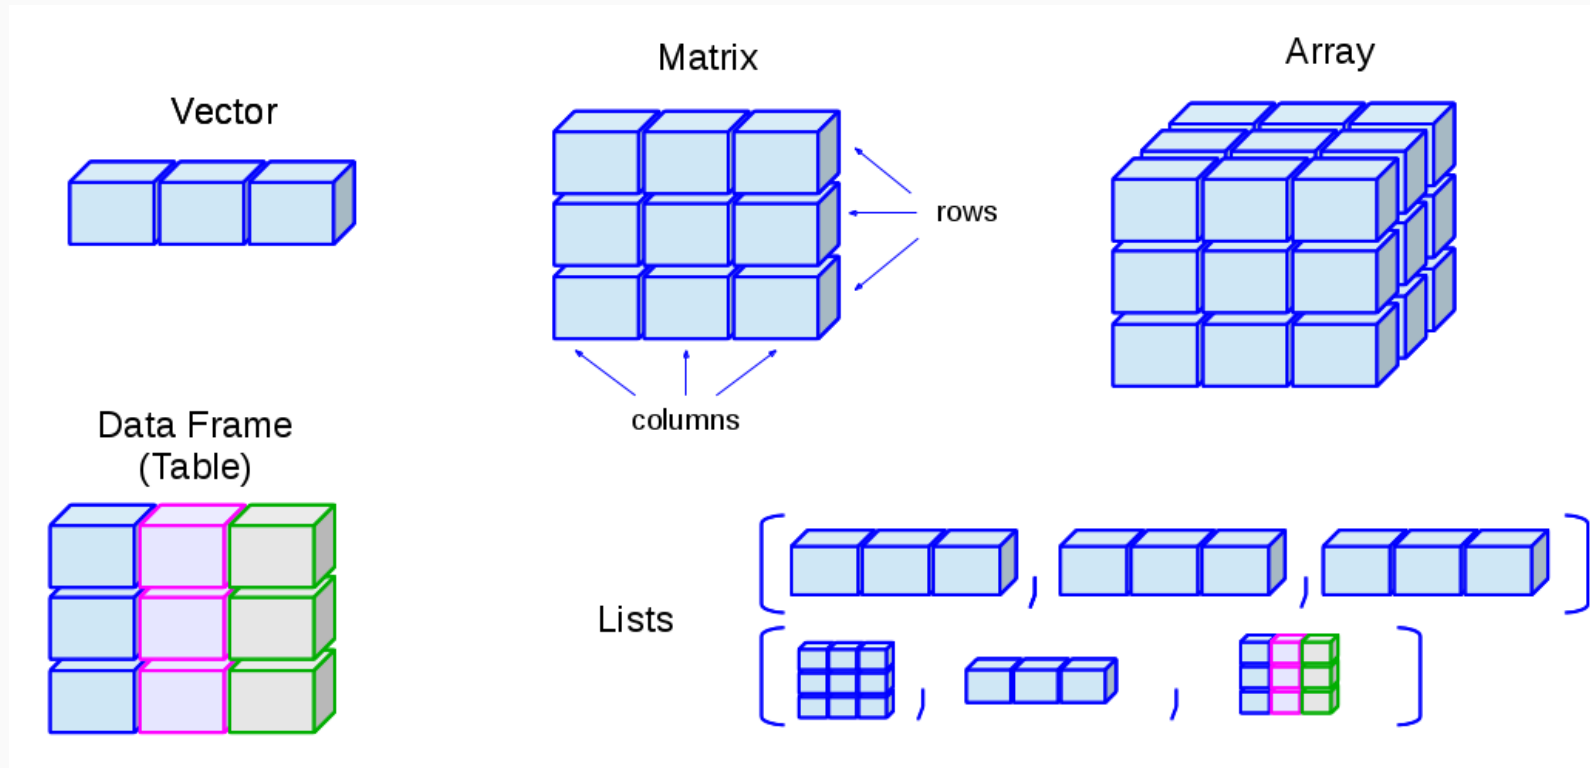 Vector
Matrix
Array
rows
columns
Data Frame
(Table)
Lists